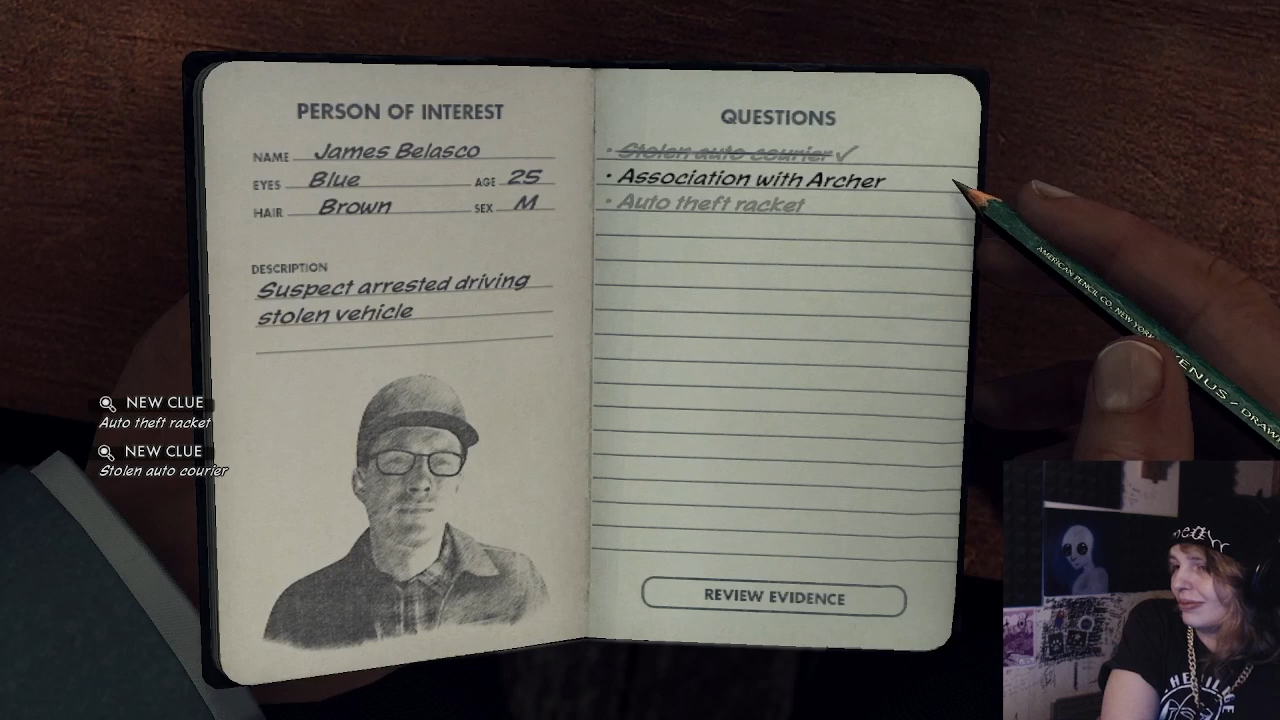 PERSON OF INTEREST
NAME James Belasco
EYES Blue AGE 25
HAIR Brown SEX M
DESCRIPTION
Suspect arrested driving
stolen vehicle
QUESTIONS
• Stolen auto courier ✓
• Association with Archer
• Auto theft racket
REVIEW EVIDENCE
NEW CLUE
Auto theft racket
NEW CLUE
Stolen auto courier
AMERICAN PENCIL CO. NEW YORK
VENUS / DRAW
meow